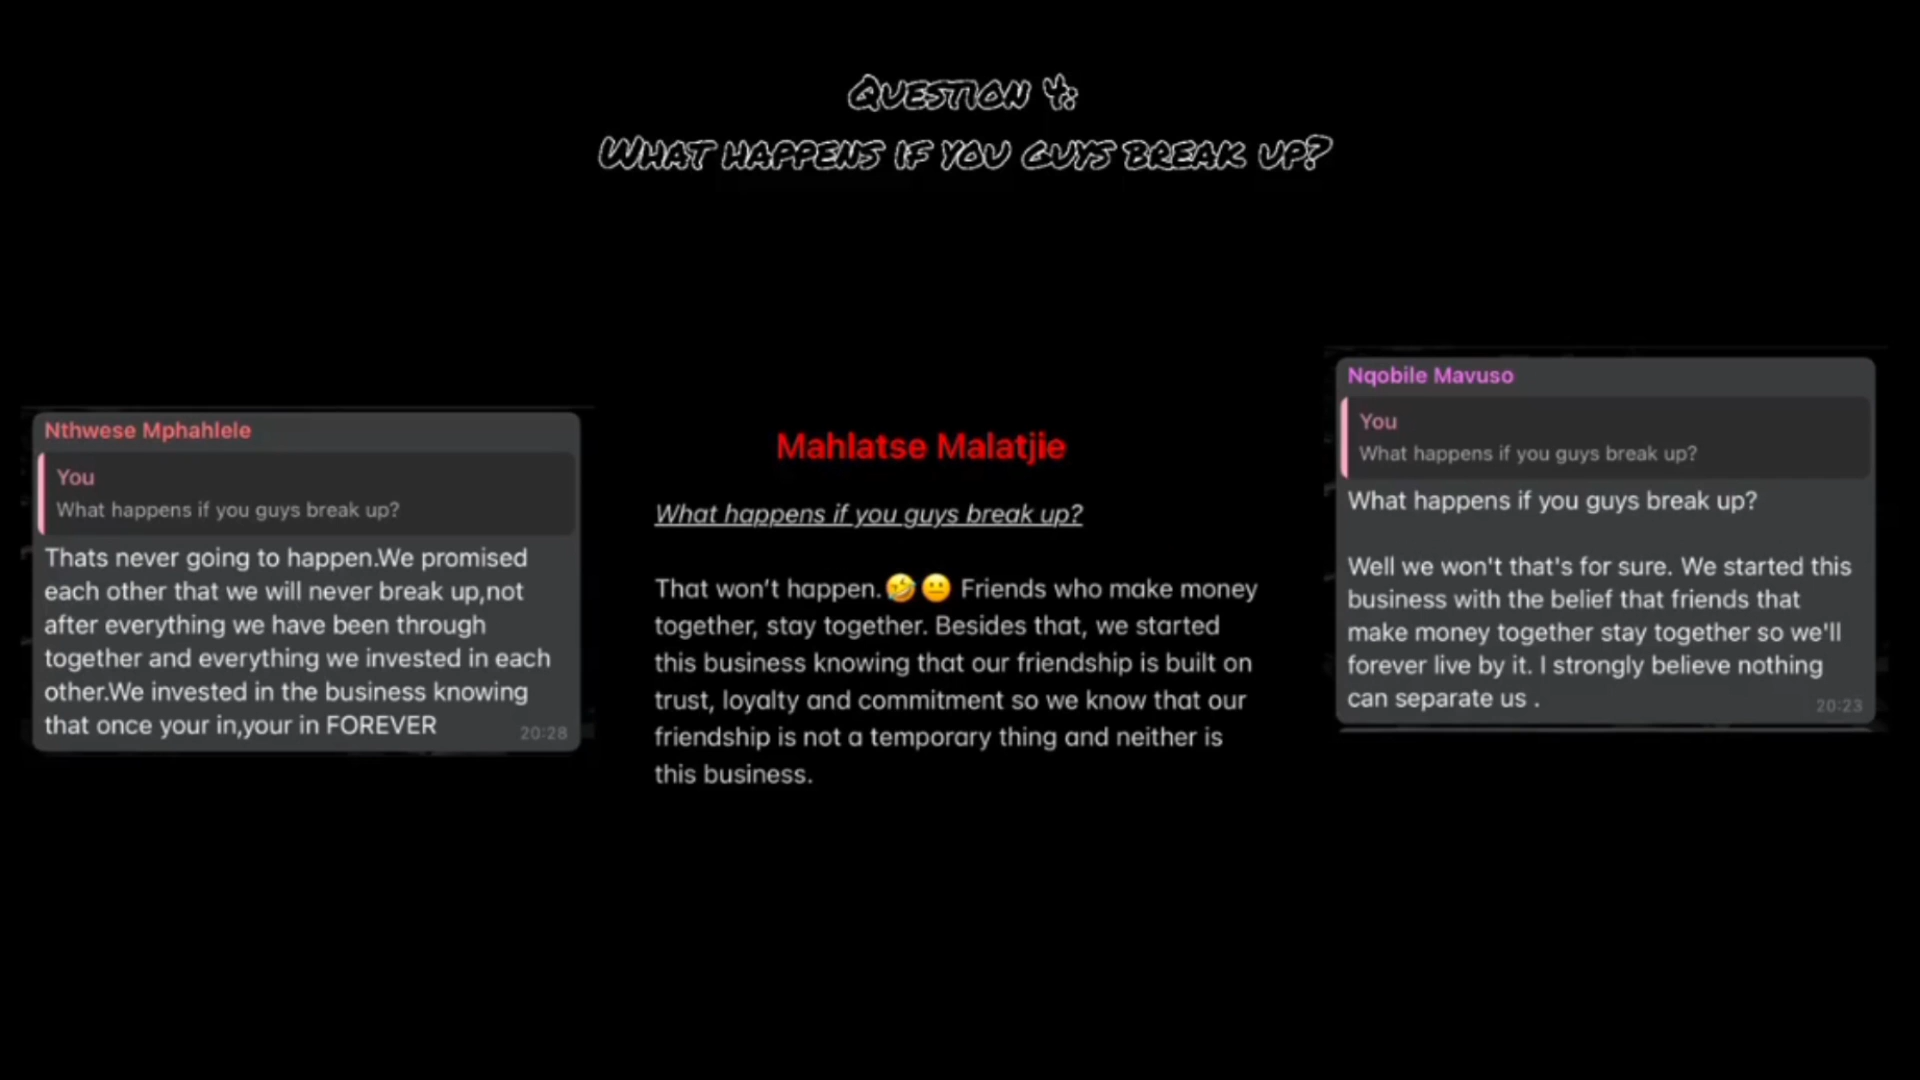 Question 4:
What happens if you guys break up?
Nthwese Mphahlele
You
What happens if you guys break up?
Thats never going to happen.We promised
each other that we will never break up,not
after everything we have been through
together and everything we invested in each
other.We invested in the business knowing
that once your in,your in FOREVER
20:28
Mahlatse Malatjie
What happens if you guys break up?
That won't happen.🤣😐 Friends who make money
together, stay together. Besides that, we started
this business knowing that our friendship is built on
trust, loyalty and commitment so we know that our
friendship is not a temporary thing and neither is
this business.
Nqobile Mavuso
You
What happens if you guys break up?
What happens if you guys break up?
Well we won't that's for sure. We started this
business with the belief that friends that
make money together stay together so we'll
forever live by it. I strongly believe nothing
can separate us .
20:23